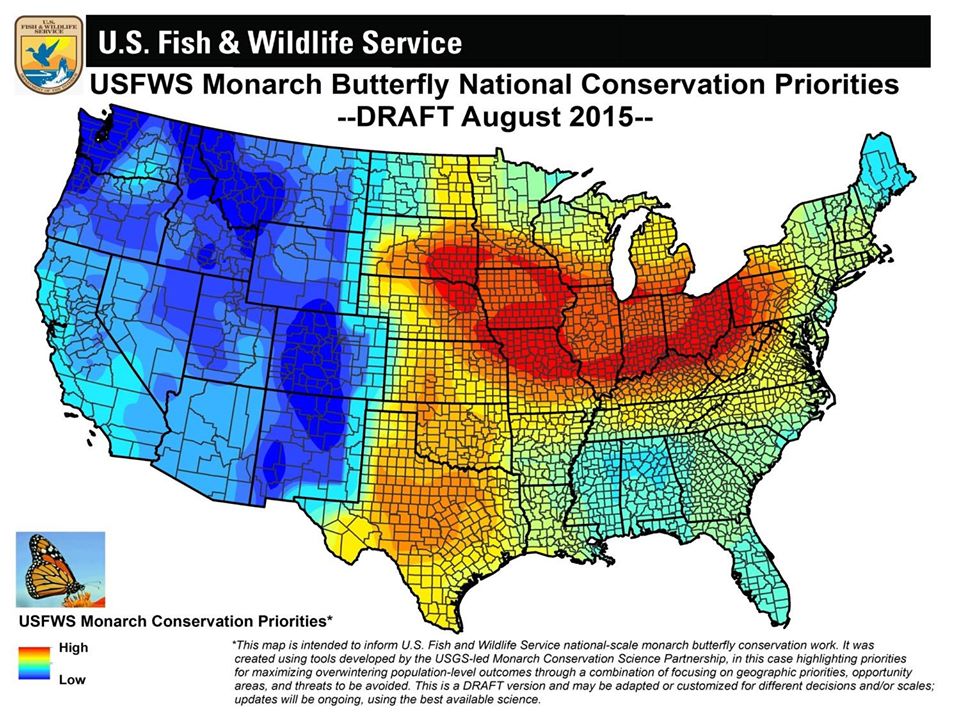 U.S.
FISH & WILDLIFE
SERVICE
U.S. Fish & Wildlife Service
USFWS Monarch Butterfly National Conservation Priorities
--DRAFT August 2015--
USFWS Monarch Conservation Priorities*
High
Low
*This map is intended to inform U.S. Fish and Wildlife Service national-scale monarch butterfly conservation work. It was
created using tools developed by the USGS-led Monarch Conservation Science Partnership, in this case highlighting priorities
for maximizing overwintering population-level outcomes through a combination of focusing on geographic priorities, opportunity
areas, and threats to be avoided. This is a DRAFT version and may be adapted or customized for different decisions and/or scales;
updates will be ongoing, using the best available science.